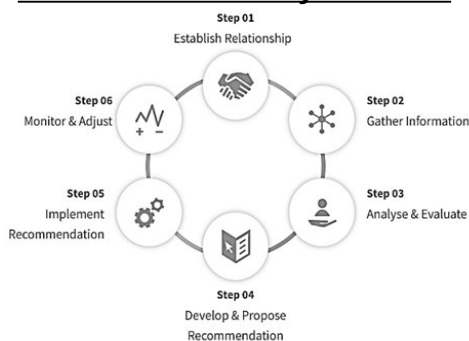 Step 01
Establish Relationship
Step 02
Gather Information
Step 03
Analyse & Evaluate
Step 04
Develop & Propose
Recommendation
Step 05
Implement
Recommendation
Step 06
Monitor & Adjust
+ −